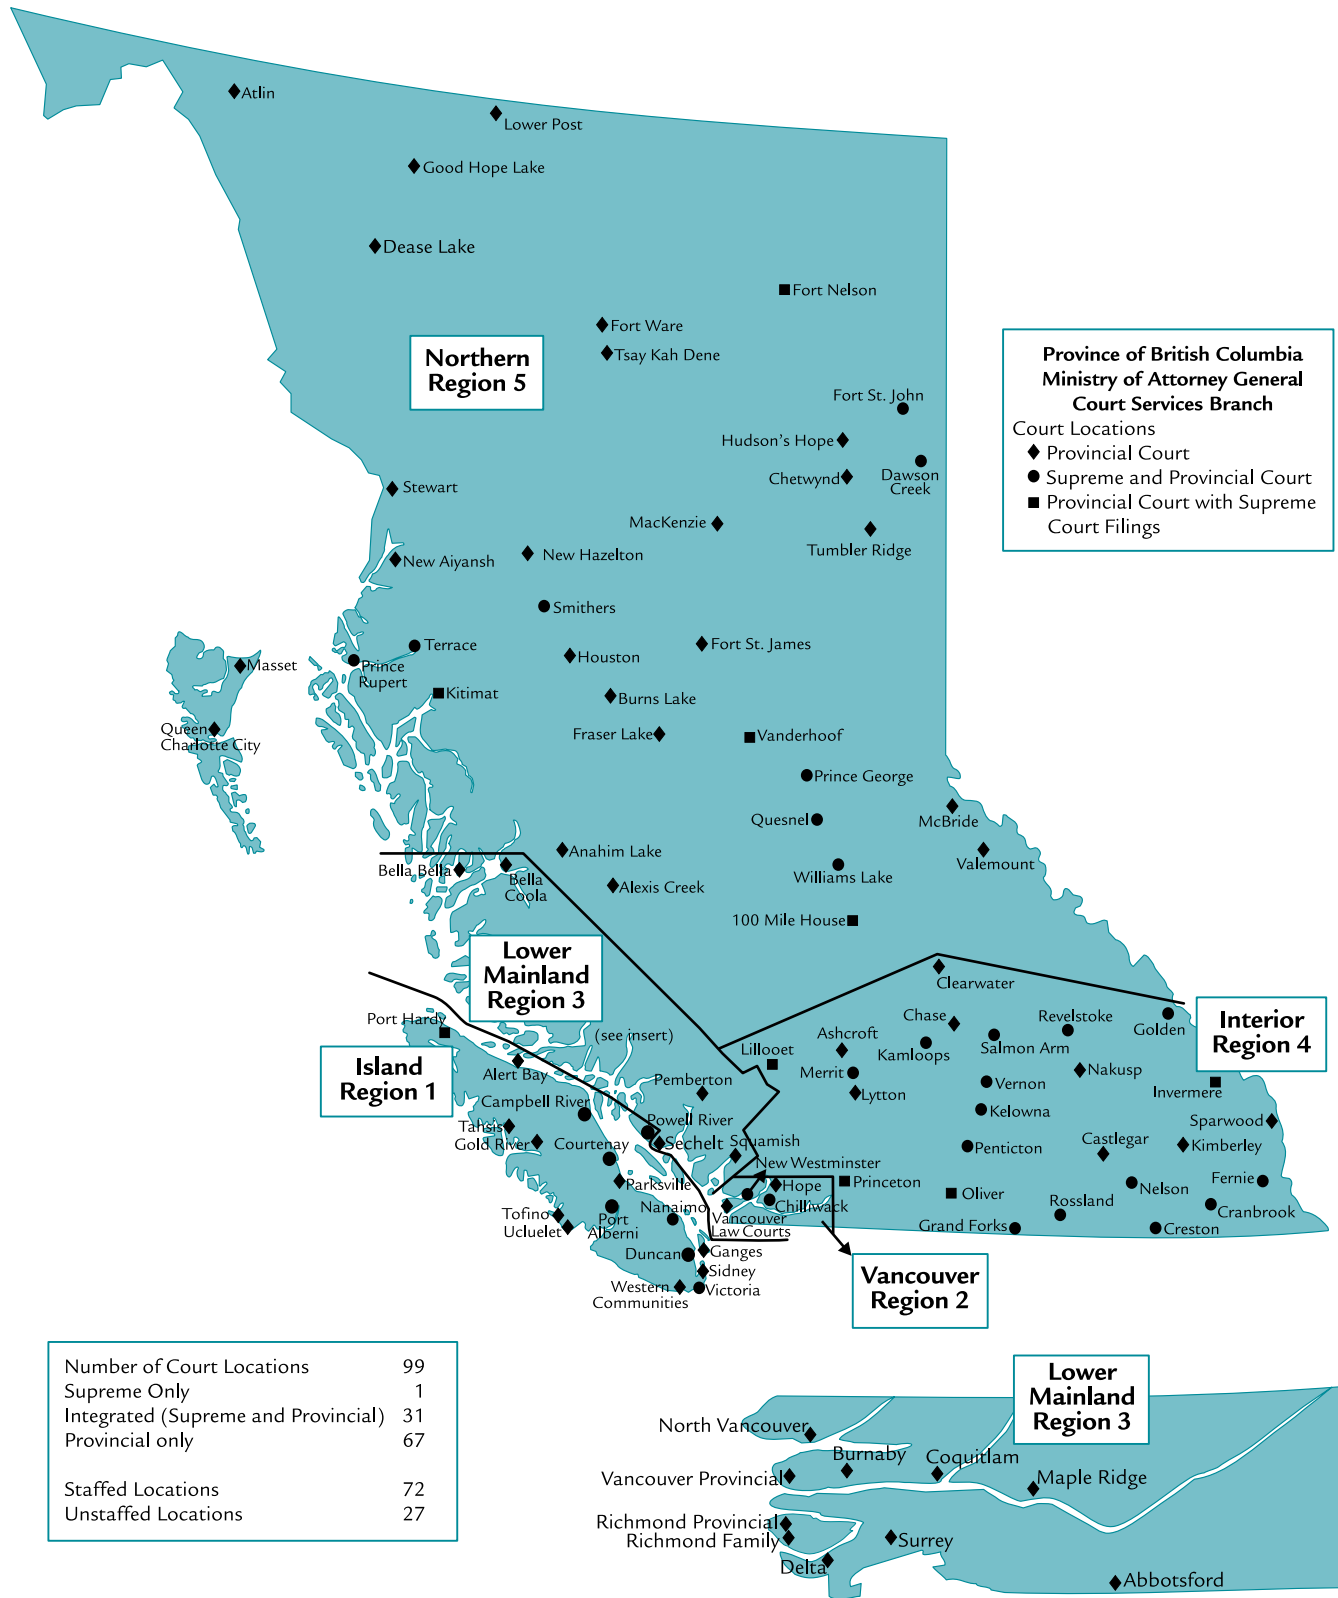 Atlin
Lower Post
Good Hope Lake
Dease Lake
Fort Nelson
Fort Ware
Tsay Kah Dene
Northern
Region 5
Province of British Columbia
Ministry of Attorney General
Court Services Branch
Court Locations
Provincial Court
Supreme and Provincial Court
Provincial Court with Supreme
Court Filings
Fort St. John
Hudson's Hope
Chetwynd
Dawson
Creek
Stewart
MacKenzie
Tumbler Ridge
New Aiyansh
New Hazelton
Smithers
Terrace
Fort St. James
Houston
Masset
Prince
Rupert
Kitimat
Burns Lake
Queen
Charlotte City
Fraser Lake
Vanderhoof
Prince George
Quesnel
McBride
Anahim Lake
Valemount
Bella Bella
Bella
Coola
Alexis Creek
Williams Lake
100 Mile House
Lower
Mainland
Region 3
Clearwater
Port Hardy
(see insert)
Chase
Revelstoke
Golden
Interior
Region 4
Ashcroft
Kamloops
Salmon Arm
Lillooet
Island
Region 1
Alert Bay
Pemberton
Merrit
Lytton
Vernon
Nakusp
Invermere
Campbell River
Powell River
Kelowna
Sparwood
Tahsis
Gold River
Courtenay
Sechelt
Squamish
Penticton
Castlegar
Kimberley
New Westminster
Parksville
Hope
Princeton
Oliver
Nelson
Fernie
Chilliwack
Tofino
Ucluelet
Port
Alberni
Nanaimo
Vancouver
Law Courts
Rossland
Cranbrook
Grand Forks
Creston
Duncan
Ganges
Sidney
Western
Communities
Victoria
Vancouver
Region 2
Number of Court Locations 99
Supreme Only 1
Integrated (Supreme and Provincial) 31
Provincial only 67
Staffed Locations 72
Unstaffed Locations 27
Lower
Mainland
Region 3
North Vancouver
Burnaby
Coquitlam
Vancouver Provincial
Maple Ridge
Richmond Provincial
Richmond Family
Surrey
Delta
Abbotsford